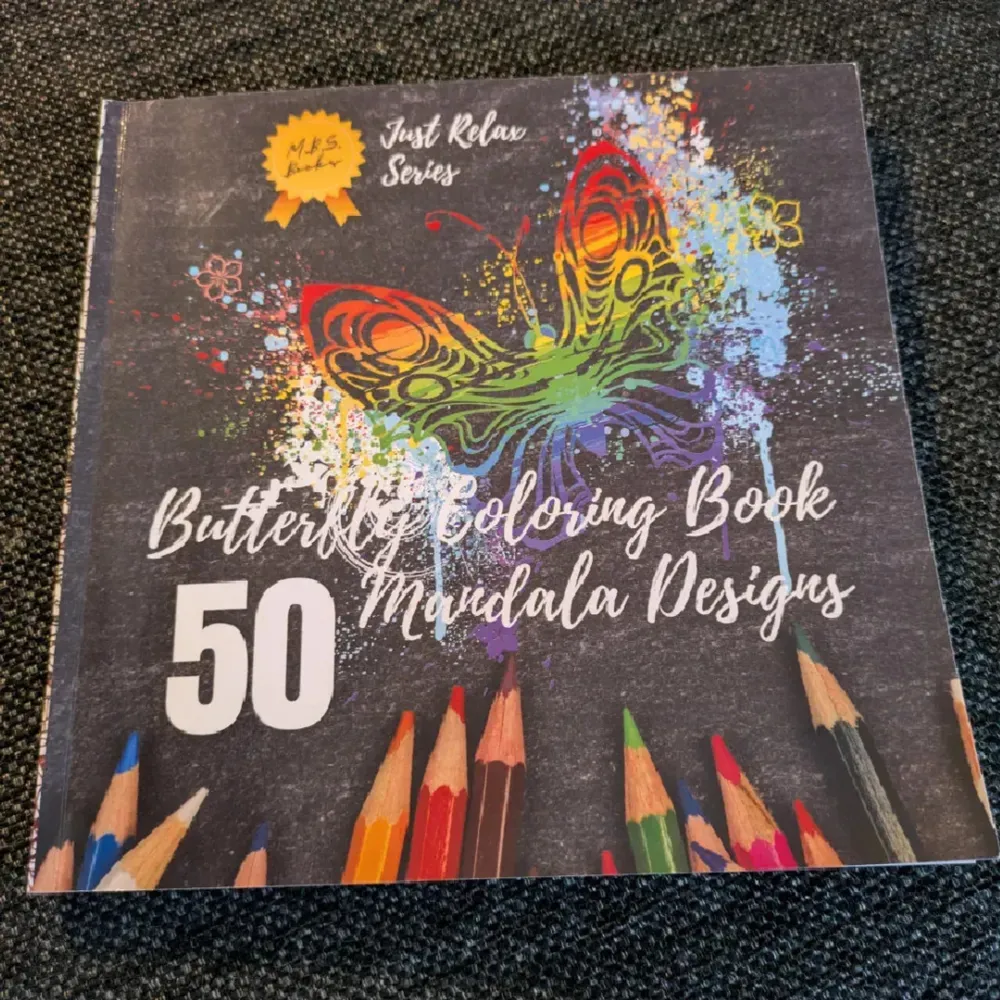 M.R.S.
Books
Just Relax
Series
Butterfly Coloring Book
50
Mandala Designs